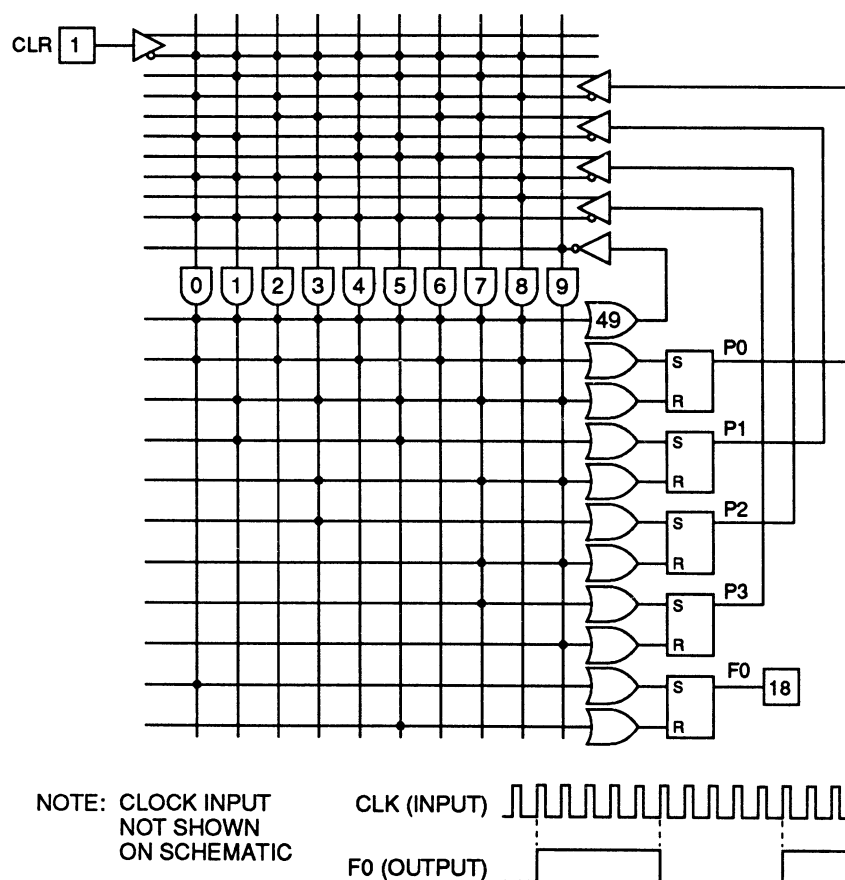 CLR 1
0 1 2 3 4 5 6 7 8 9
49
P0
S
R
P1
S
R
P2
S
R
P3
S
R
F0
S
18
R
NOTE: CLOCK INPUT
NOT SHOWN
ON SCHEMATIC
CLK (INPUT)
F0 (OUTPUT)